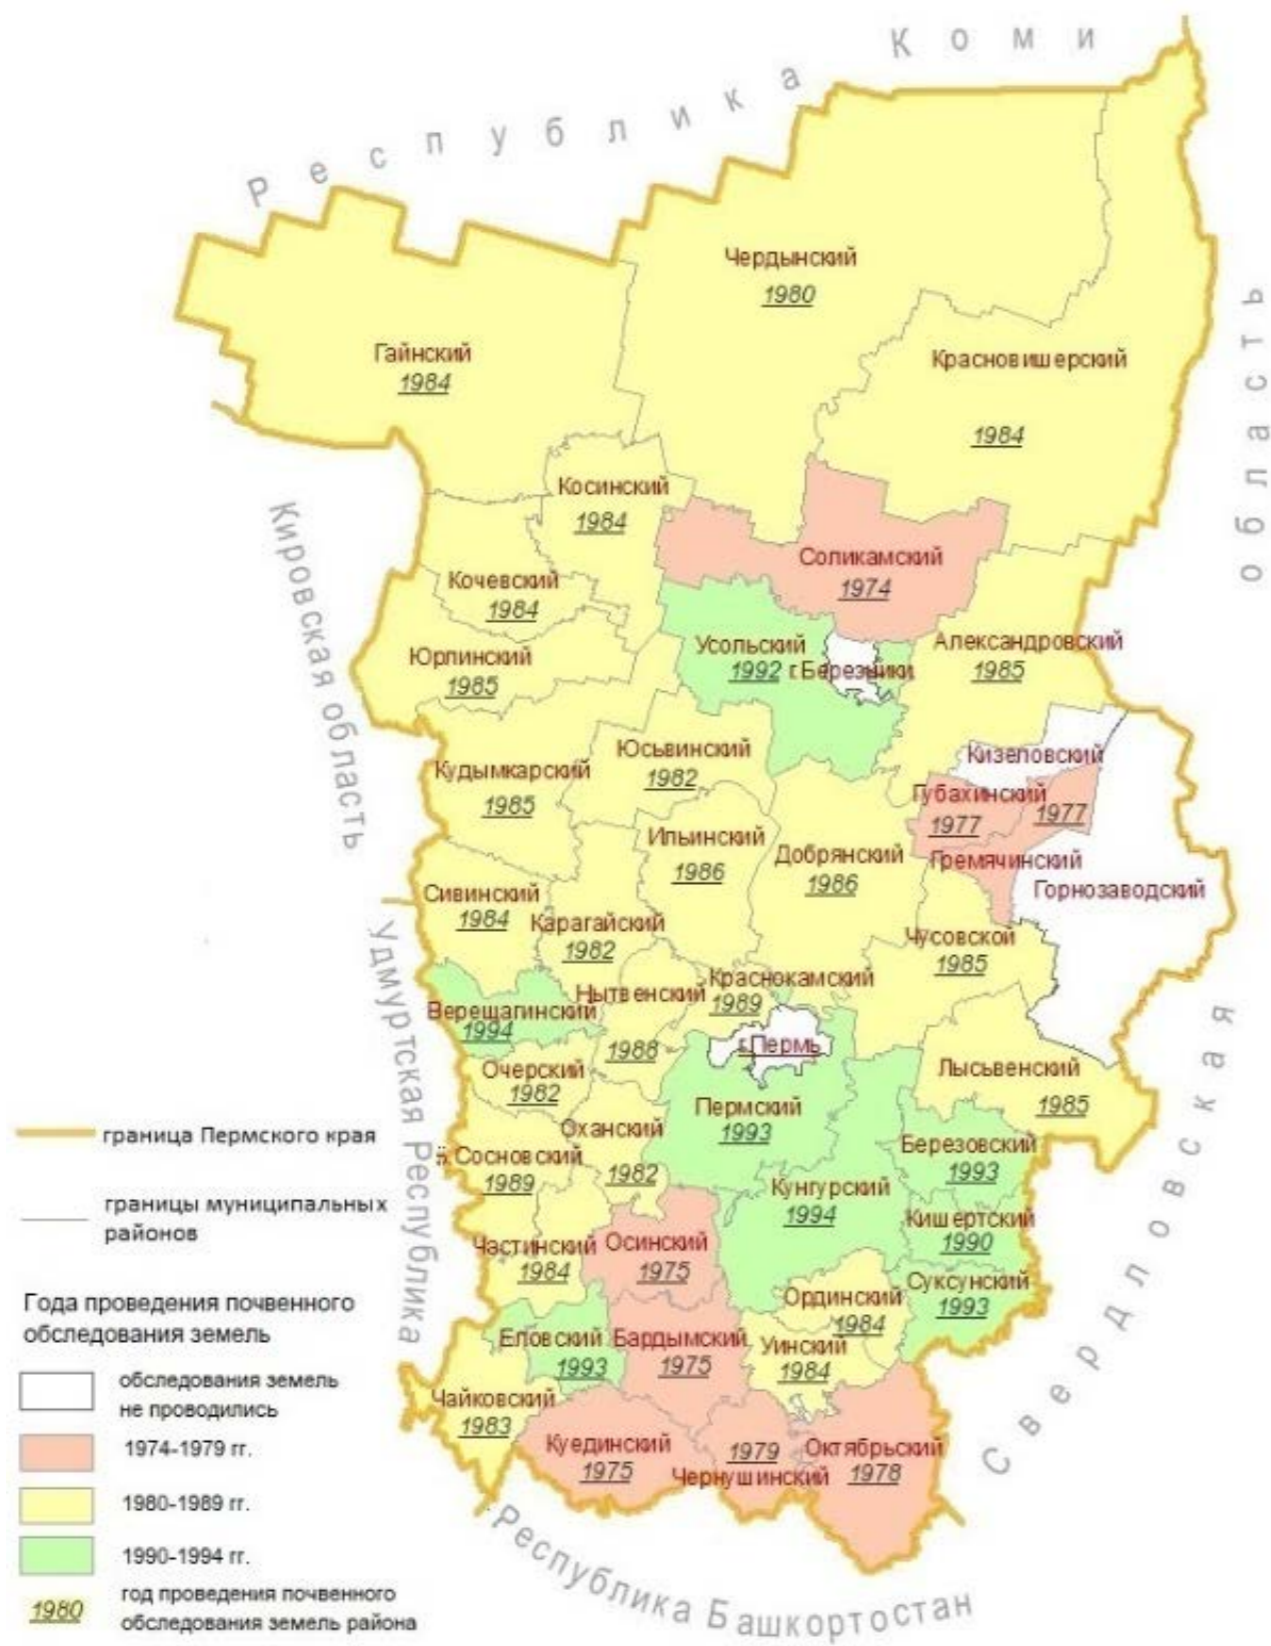 Республика Коми
Чердынский
1980
Гайнский
1984
Красновишерский
1984
область
Косинский
1984
Кировская область
Соликамский
1974
Кочевский
1984
Усольский
1992
г.Березники
Александровский
1985
Юрлинский
1985
Юсьвинский
1982
Кизеловский
Кудымкарский
1985
Губахинский
1977
1977
Ильинский
1986
Добрянский
1986
Гремячинский
Горнозаводский
Сивинский
1984
Карагайский
1982
Чусовской
1985
Удмуртская Республика
Верещагинский
1994
Нытвенский
1988
Краснокамский
1989
г.Пермь
Очерский
1982
Лысьвенский
1985
Пермский
1993
Оханский
1982
Свердловская
граница Пермского края
Березовский
1993
Сосновский
1989
Кунгурский
1994
Кишертский
1990
границы муниципальных
районов
Частинский
1984
Осинский
1975
Суксунский
1993
Ординский
1984
Года проведения почвенного
обследования земель
Еловский
1993
Бардымский
1975
Уинский
1984
обследования земель
не проводились
Чайковский
1983
1974-1979 гг.
Куединский
1975
1979
Чернушинский
Октябрьский
1978
1980-1989 гг.
1990-1994 гг.
Республика Башкортостан
1980
год проведения почвенного
обследования земель района